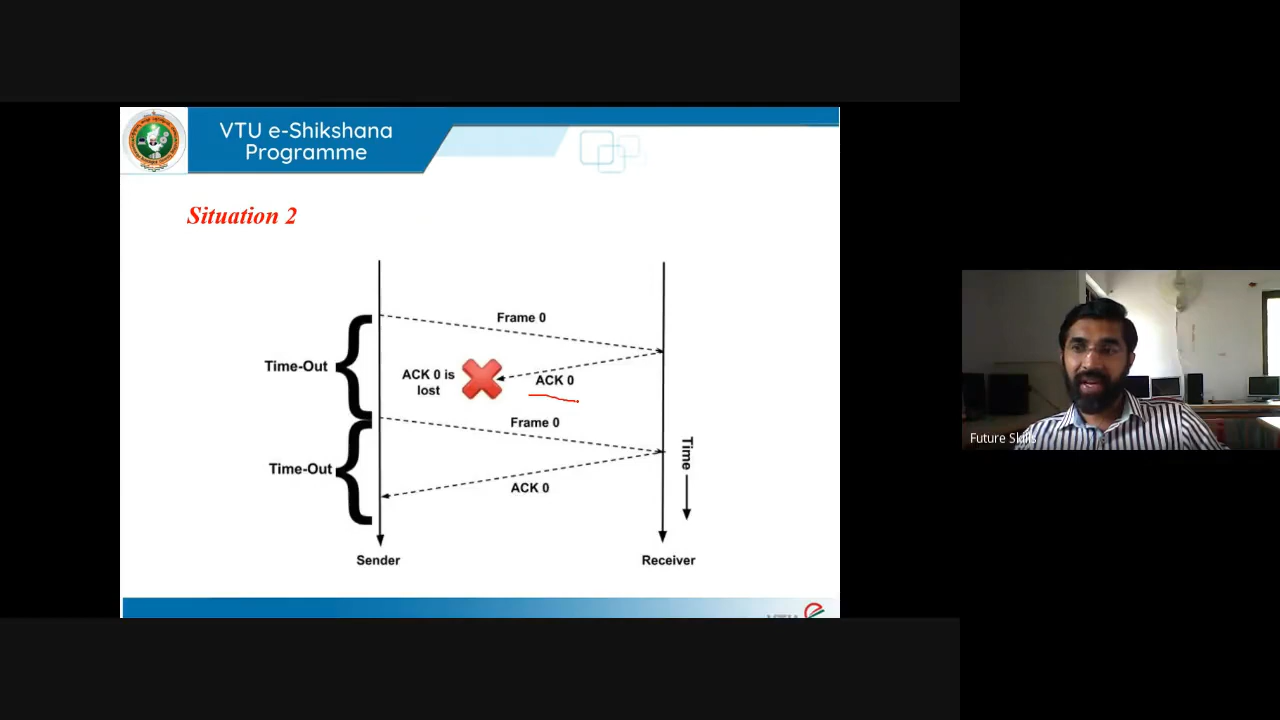 VTU e-Shikshana
Programme
Situation 2
Frame 0
Time-Out
ACK 0 is
lost
ACK 0
Frame 0
Time
Time-Out
ACK 0
Sender
Receiver
Future Skills